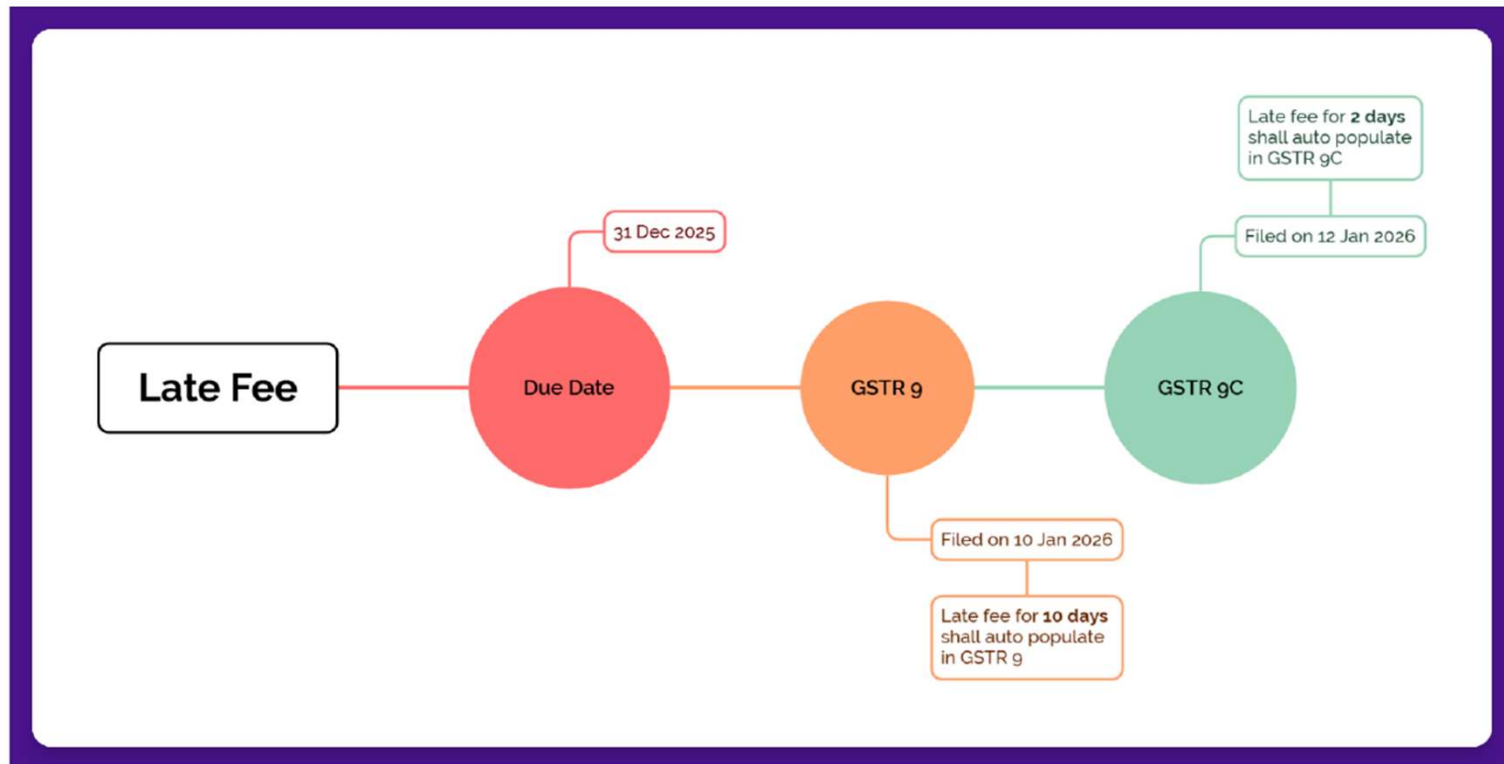 Late Fee
Due Date
31 Dec 2025
GSTR 9
Filed on 10 Jan 2026
Late fee for 10 days
shall auto populate
in GSTR 9
GSTR 9C
Filed on 12 Jan 2026
Late fee for 2 days
shall auto populate
in GSTR 9C